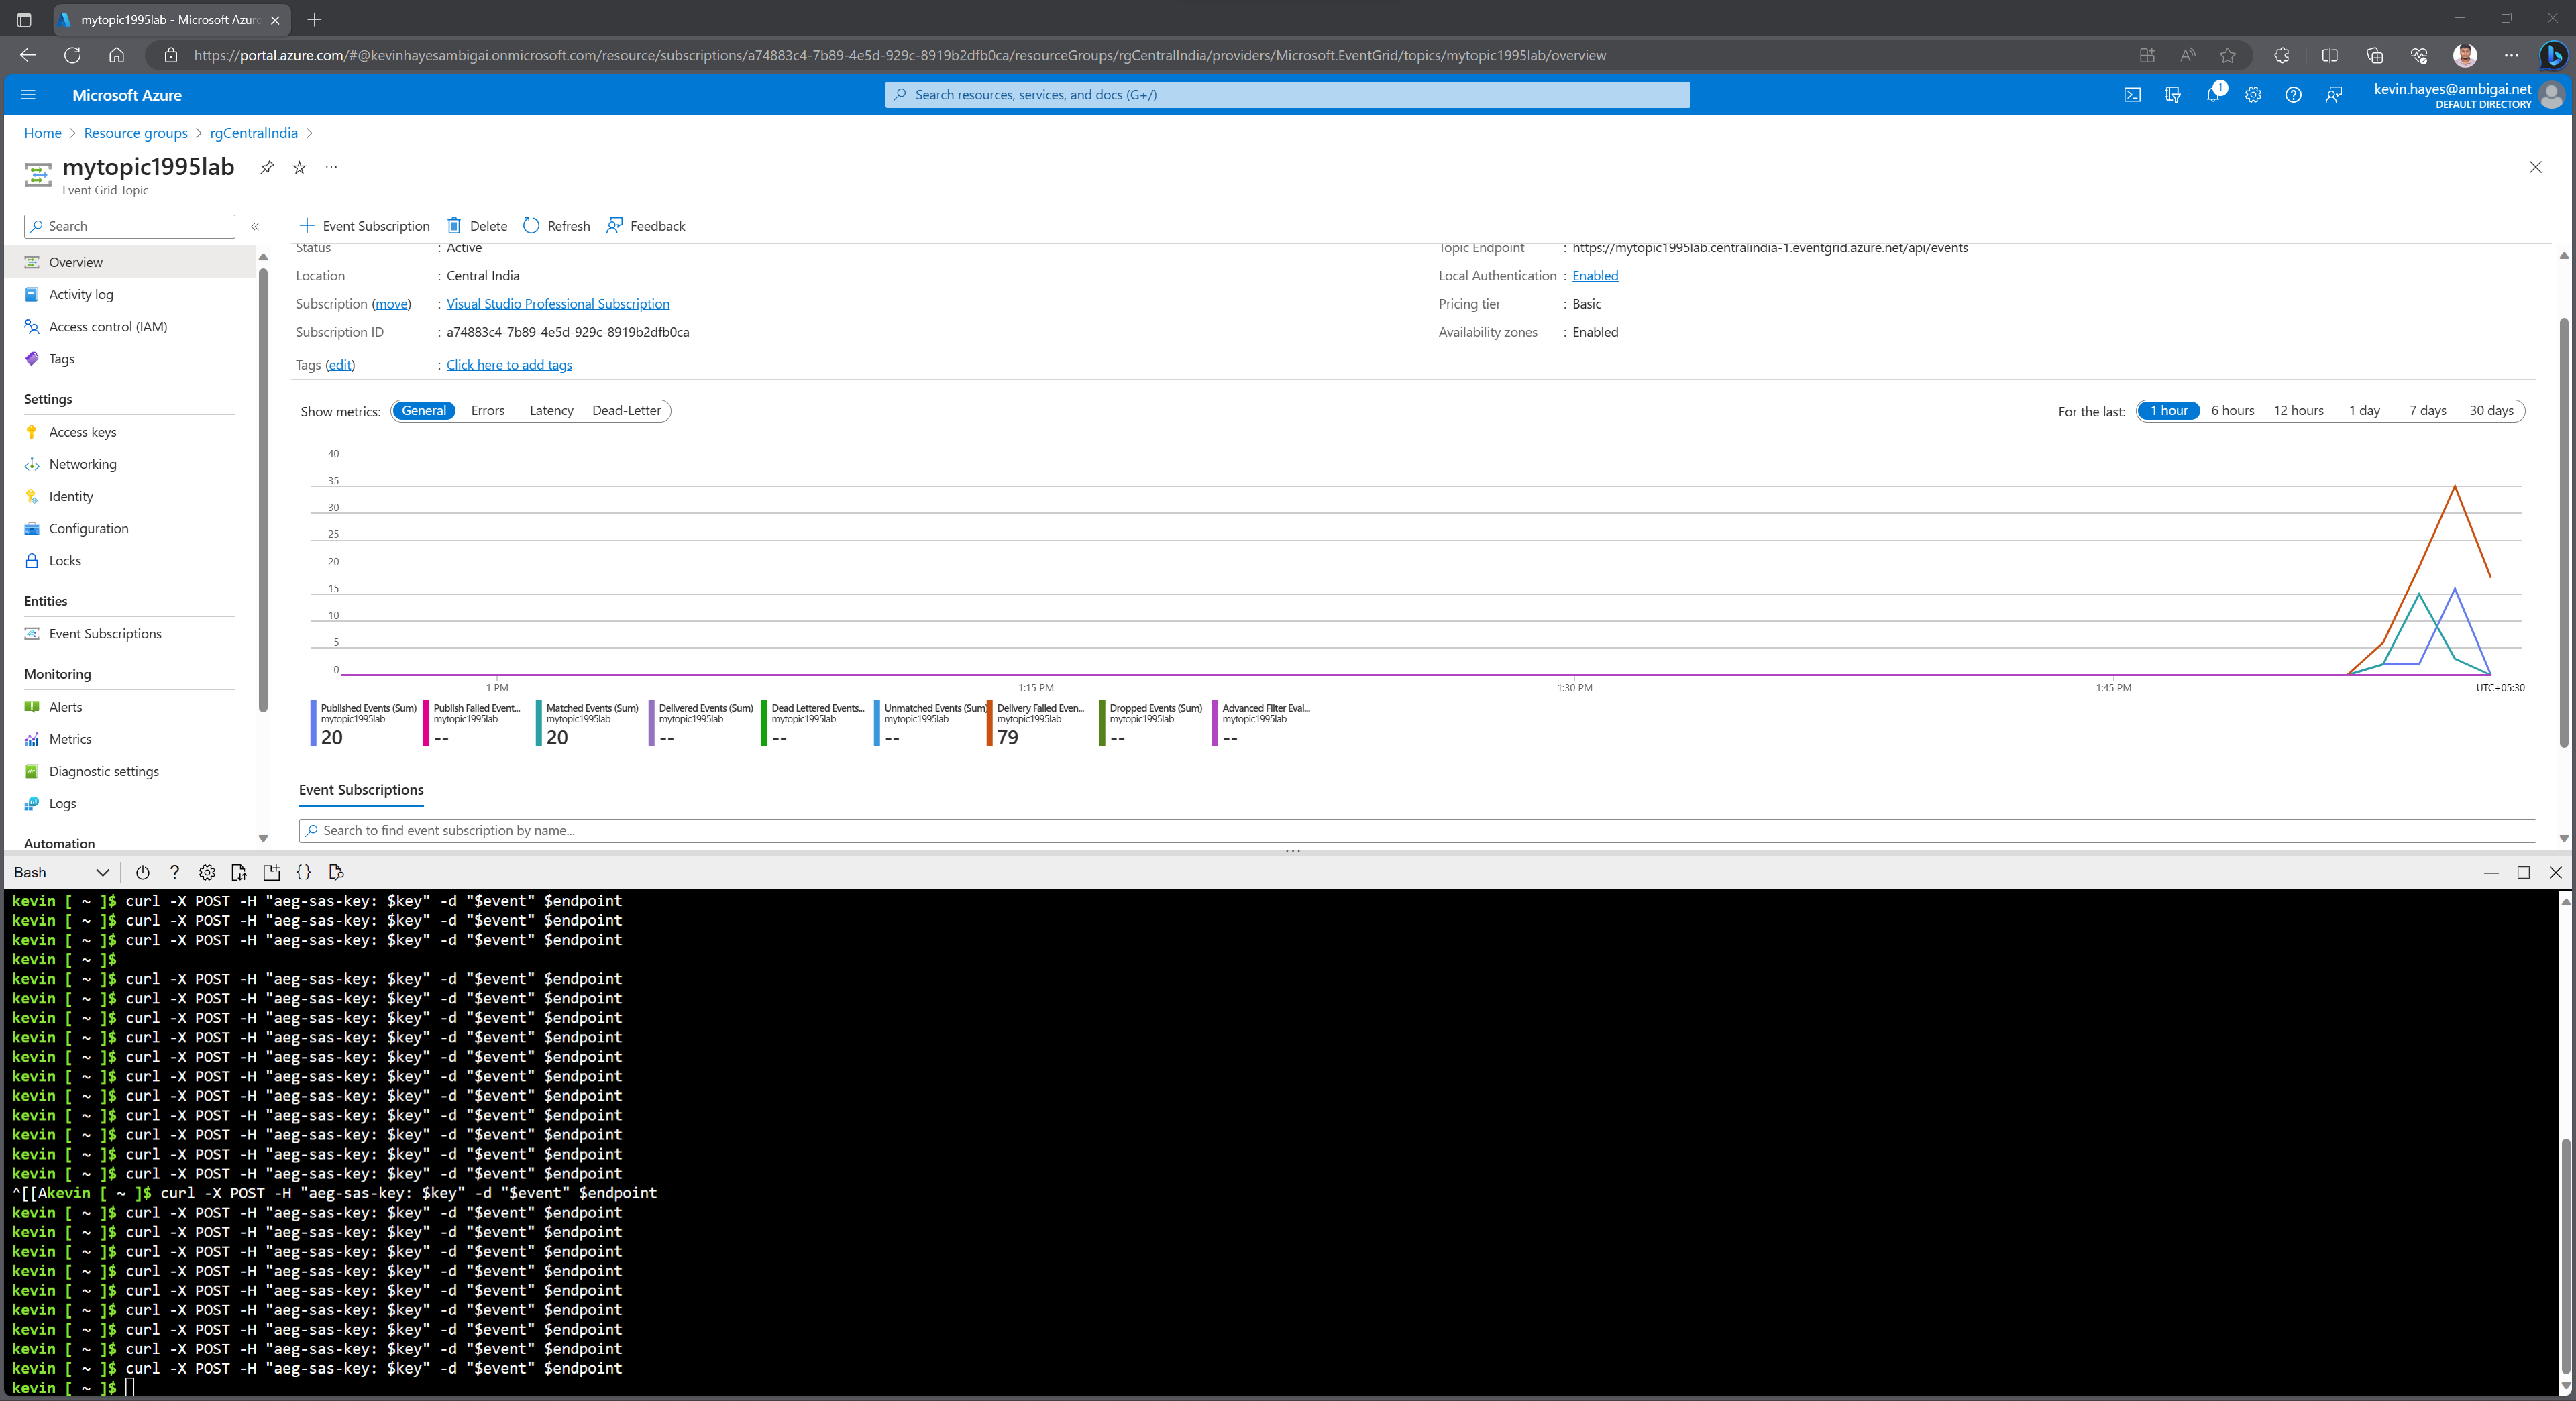 mytopic1995lab - Microsoft Azure
https://portal.azure.com/#@kevinhayesambigai.onmicrosoft.com/resource/subscriptions/a74883c4-7b89-4e5d-929c-8919b2dfb0ca/resourceGroups/rgCentralIndia/providers/Microsoft.EventGrid/topics/mytopic1995lab/overview
Microsoft Azure
Search resources, services, and docs (G+/)
1
kevin.hayes@ambigai.net
DEFAULT DIRECTORY
Home > Resource groups > rgCentralIndia >
mytopic1995lab
Event Grid Topic
Search
Event Subscription Delete Refresh Feedback
Overview
Activity log
Access control (IAM)
Tags
Settings
Access keys
Networking
Identity
Configuration
Locks
Entities
Event Subscriptions
Monitoring
Alerts
Metrics
Diagnostic settings
Logs
Automation
Status : Active
Location : Central India
Subscription (move) : Visual Studio Professional Subscription
Subscription ID : a74883c4-7b89-4e5d-929c-8919b2dfb0ca
Tags (edit) : Click here to add tags
Topic Endpoint : https://mytopic1995lab.centralindia-1.eventgrid.azure.net/api/events
Local Authentication : Enabled
Pricing tier : Basic
Availability zones : Enabled
Show metrics: General Errors Latency Dead-Letter
For the last: 1 hour 6 hours 12 hours 1 day 7 days 30 days
40
35
30
25
20
15
10
5
0
1 PM 1:15 PM 1:30 PM 1:45 PM UTC+05:30
Published Events (Sum)
mytopic1995lab
20
Publish Failed Event...
mytopic1995lab
--
Matched Events (Sum)
mytopic1995lab
20
Delivered Events (Sum)
mytopic1995lab
--
Dead Lettered Events...
mytopic1995lab
--
Unmatched Events (Sum)
mytopic1995lab
--
Delivery Failed Even...
mytopic1995lab
79
Dropped Events (Sum)
mytopic1995lab
--
Advanced Filter Eval...
mytopic1995lab
--
Event Subscriptions
Search to find event subscription by name...
Bash
kevin [ ~ ]$ curl -X POST -H "aeg-sas-key: $key" -d "$event" $endpoint
kevin [ ~ ]$ curl -X POST -H "aeg-sas-key: $key" -d "$event" $endpoint
kevin [ ~ ]$ curl -X POST -H "aeg-sas-key: $key" -d "$event" $endpoint
kevin [ ~ ]$
kevin [ ~ ]$ curl -X POST -H "aeg-sas-key: $key" -d "$event" $endpoint
kevin [ ~ ]$ curl -X POST -H "aeg-sas-key: $key" -d "$event" $endpoint
kevin [ ~ ]$ curl -X POST -H "aeg-sas-key: $key" -d "$event" $endpoint
kevin [ ~ ]$ curl -X POST -H "aeg-sas-key: $key" -d "$event" $endpoint
kevin [ ~ ]$ curl -X POST -H "aeg-sas-key: $key" -d "$event" $endpoint
kevin [ ~ ]$ curl -X POST -H "aeg-sas-key: $key" -d "$event" $endpoint
kevin [ ~ ]$ curl -X POST -H "aeg-sas-key: $key" -d "$event" $endpoint
kevin [ ~ ]$ curl -X POST -H "aeg-sas-key: $key" -d "$event" $endpoint
kevin [ ~ ]$ curl -X POST -H "aeg-sas-key: $key" -d "$event" $endpoint
kevin [ ~ ]$ curl -X POST -H "aeg-sas-key: $key" -d "$event" $endpoint
kevin [ ~ ]$ curl -X POST -H "aeg-sas-key: $key" -d "$event" $endpoint
^[[Akevin [ ~ ]$ curl -X POST -H "aeg-sas-key: $key" -d "$event" $endpoint
kevin [ ~ ]$ curl -X POST -H "aeg-sas-key: $key" -d "$event" $endpoint
kevin [ ~ ]$ curl -X POST -H "aeg-sas-key: $key" -d "$event" $endpoint
kevin [ ~ ]$ curl -X POST -H "aeg-sas-key: $key" -d "$event" $endpoint
kevin [ ~ ]$ curl -X POST -H "aeg-sas-key: $key" -d "$event" $endpoint
kevin [ ~ ]$ curl -X POST -H "aeg-sas-key: $key" -d "$event" $endpoint
kevin [ ~ ]$ curl -X POST -H "aeg-sas-key: $key" -d "$event" $endpoint
kevin [ ~ ]$ curl -X POST -H "aeg-sas-key: $key" -d "$event" $endpoint
kevin [ ~ ]$ curl -X POST -H "aeg-sas-key: $key" -d "$event" $endpoint
kevin [ ~ ]$ curl -X POST -H "aeg-sas-key: $key" -d "$event" $endpoint
kevin [ ~ ]$